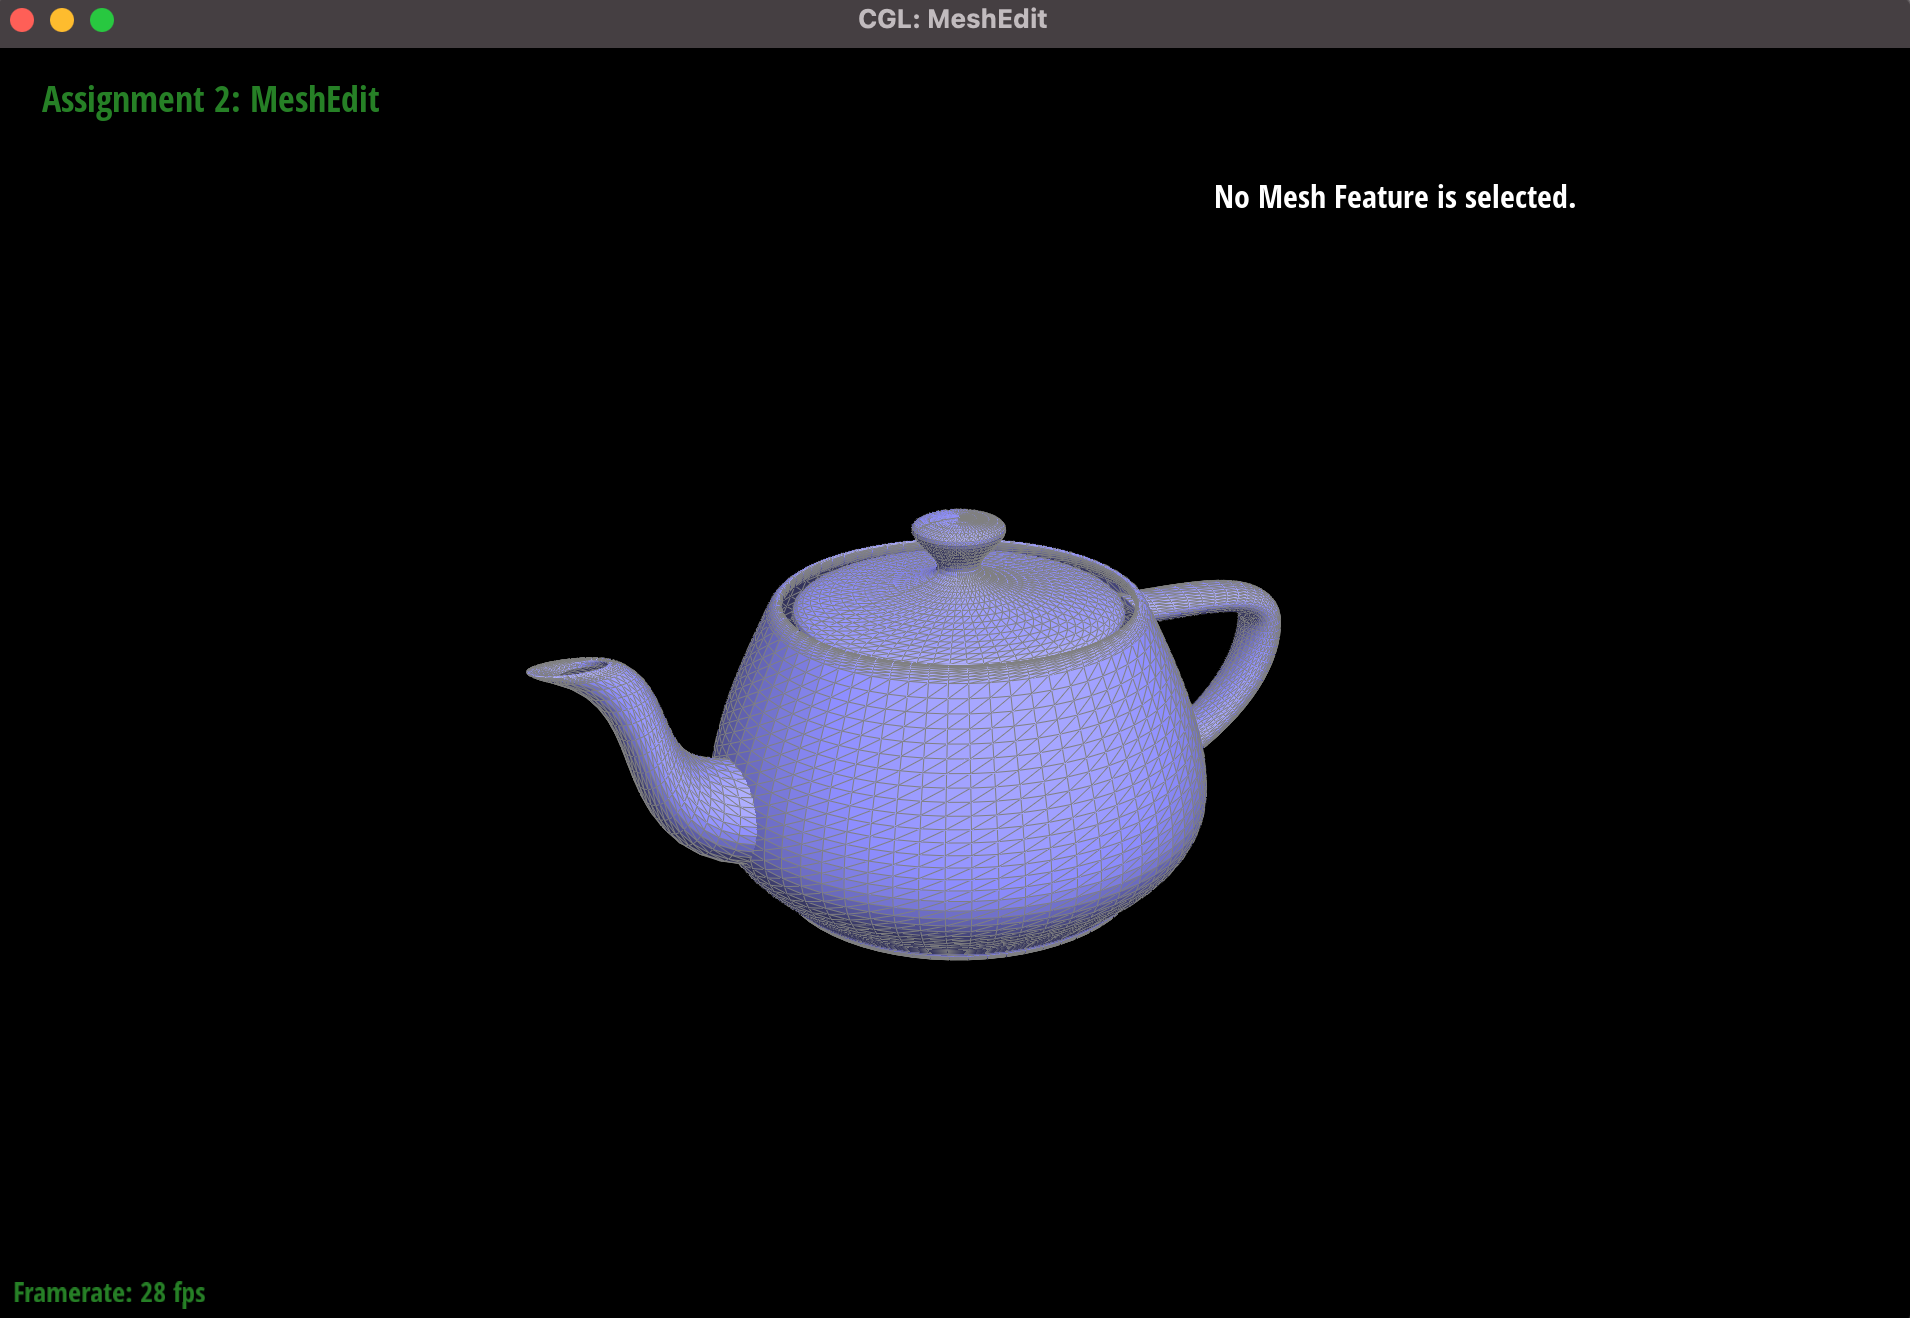 CGL: MeshEdit
Assignment 2: MeshEdit
No Mesh Feature is selected.
Framerate: 28 fps